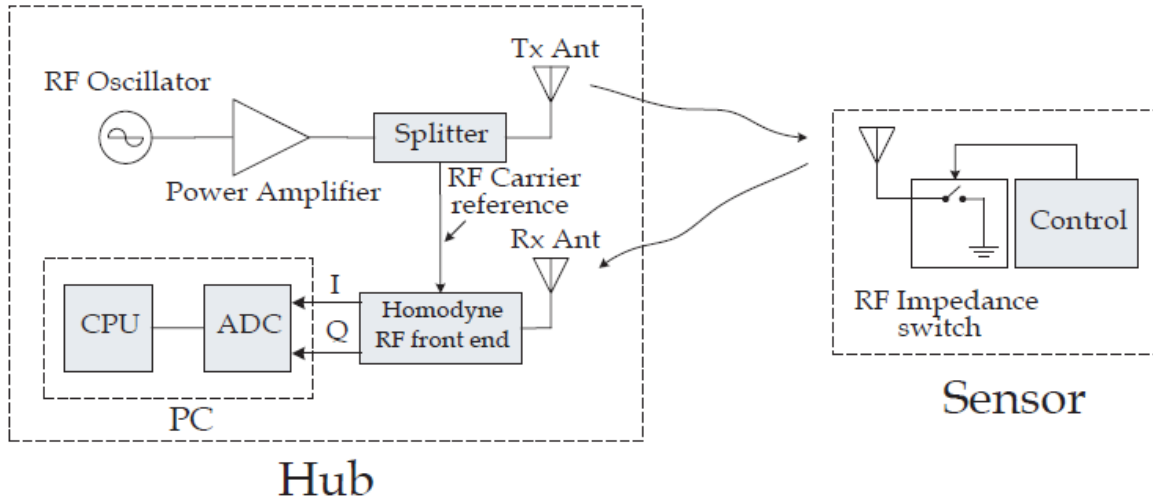 RF Oscillator
Power Amplifier
Splitter
Tx Ant
RF Carrier
reference
Rx Ant
Homodyne
RF front end
I
Q
ADC
CPU
PC
Hub
Control
RF Impedance
switch
Sensor